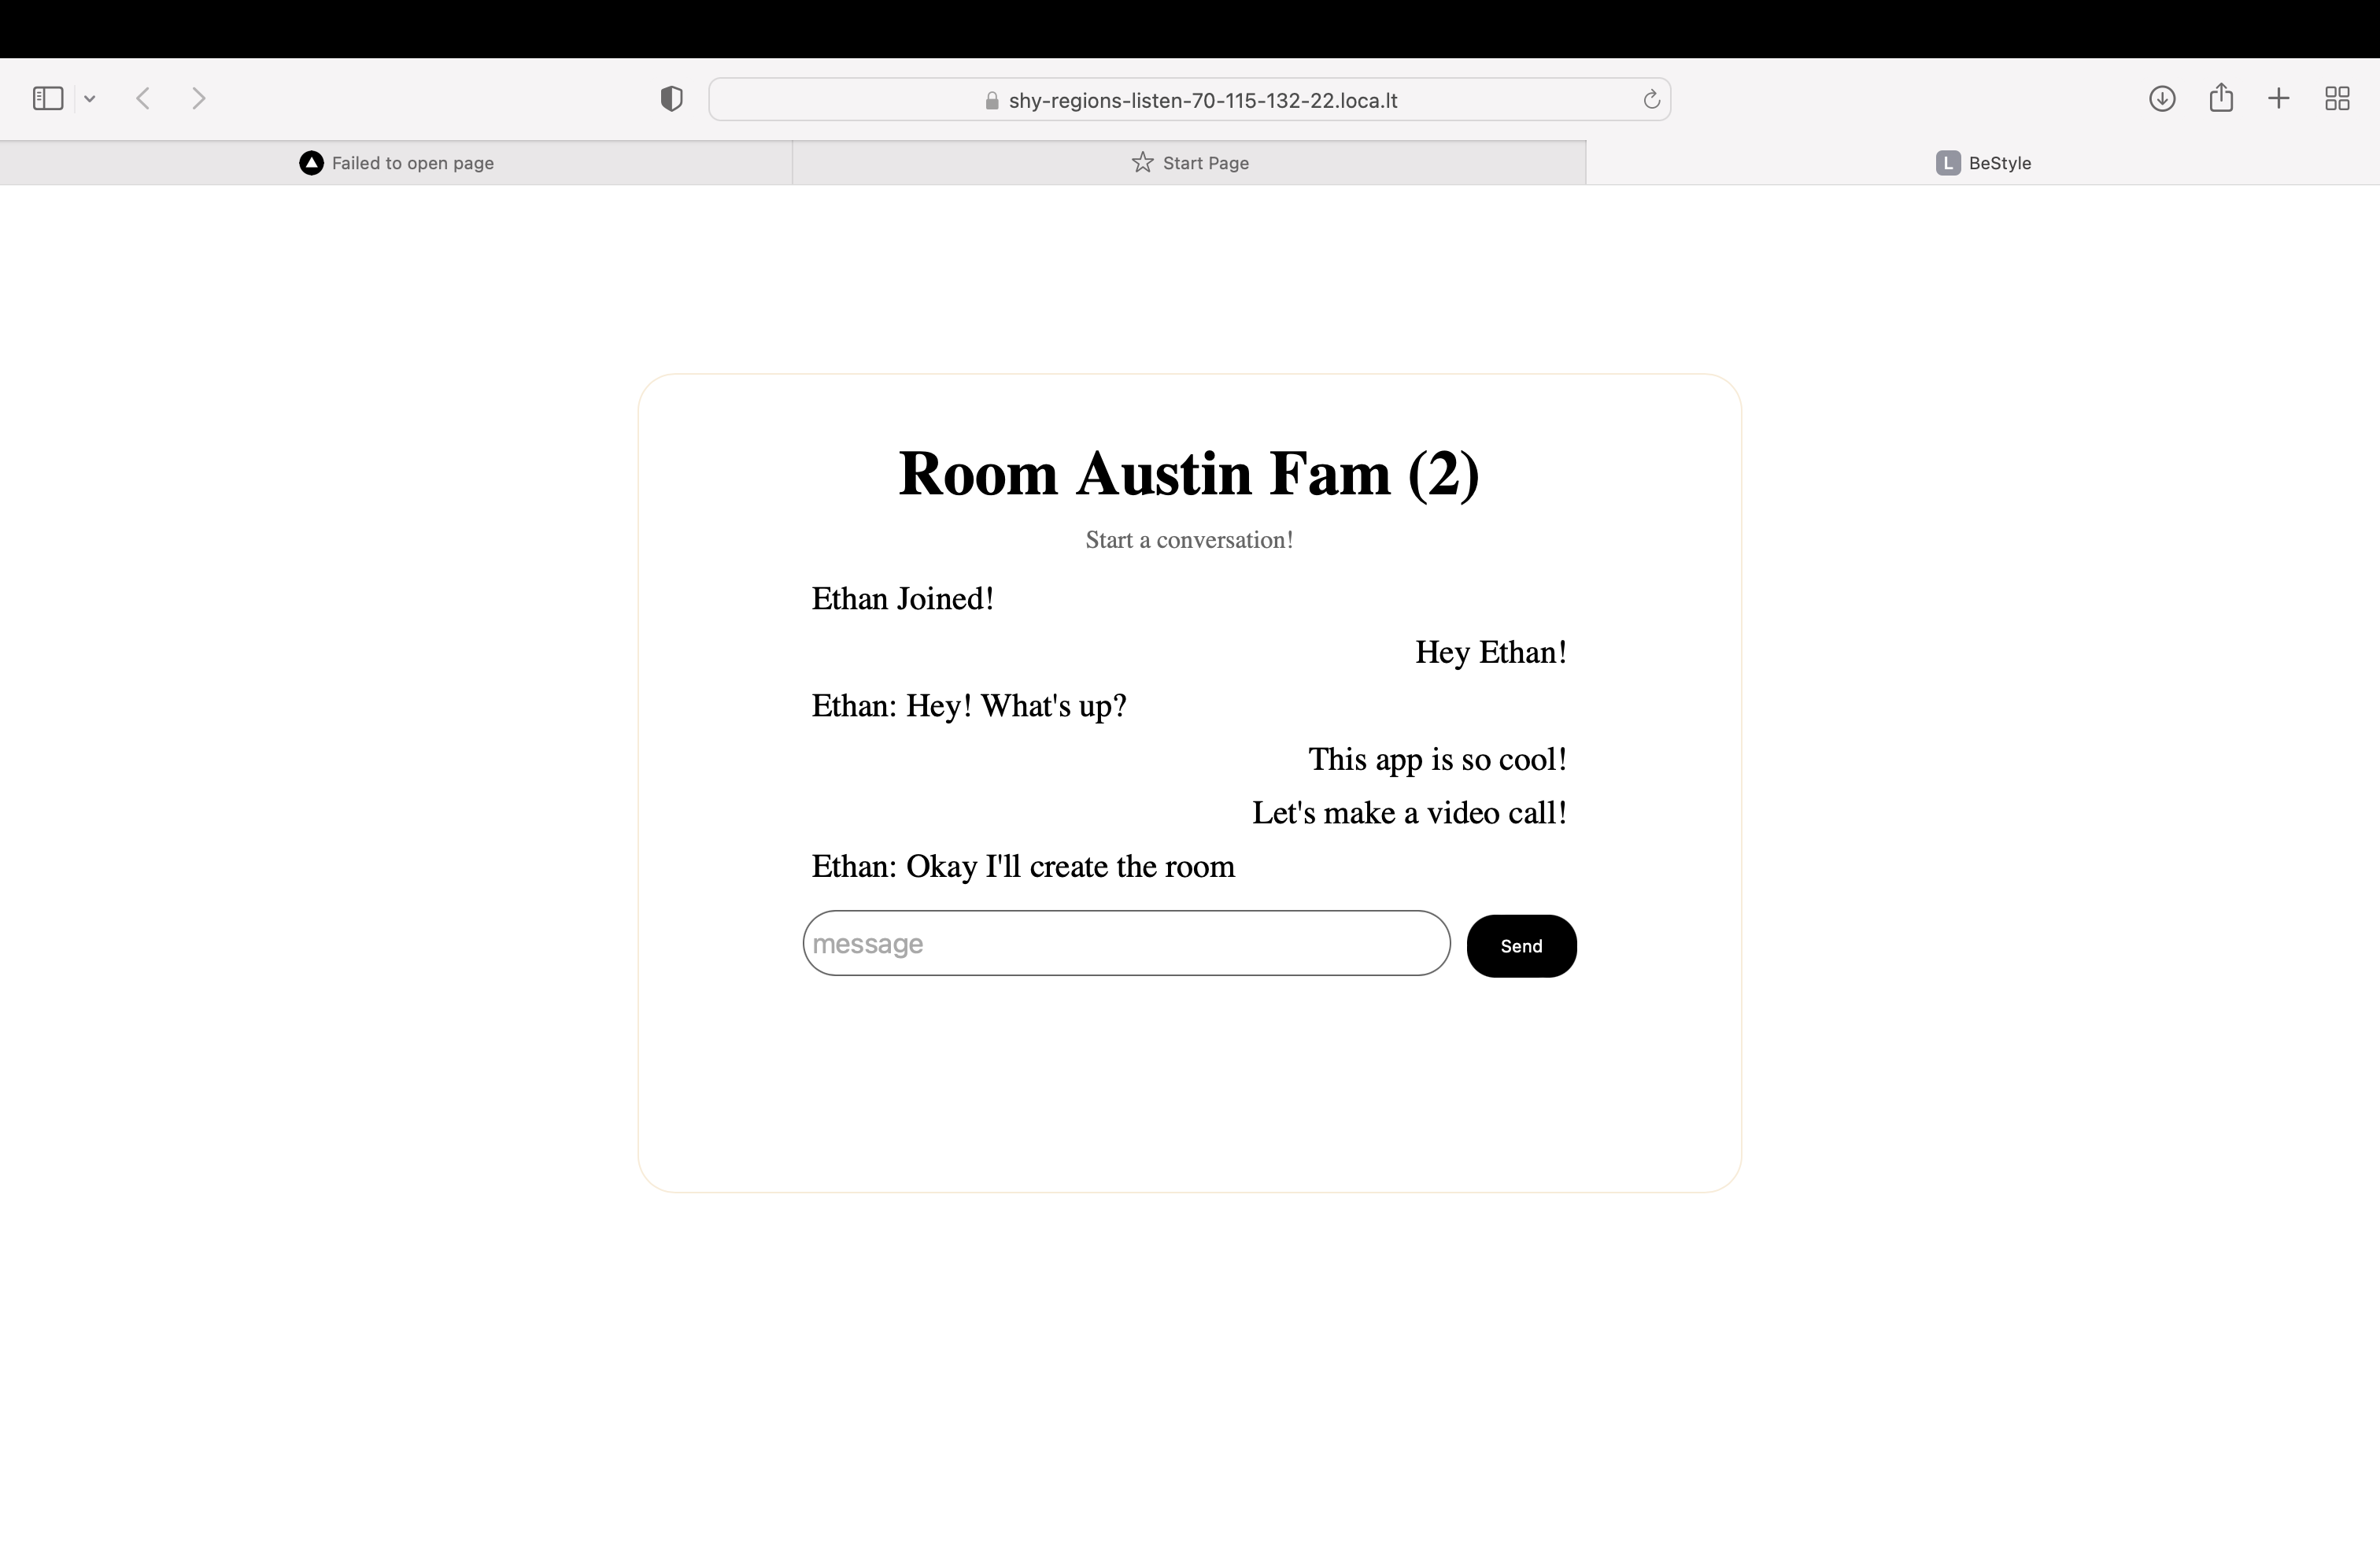 shy-regions-listen-70-115-132-22.loca.lt
Failed to open page
Start Page
L BeStyle
Room Austin Fam (2)
Start a conversation!
Ethan Joined!
Hey Ethan!
Ethan: Hey! What's up?
This app is so cool!
Let's make a video call!
Ethan: Okay I'll create the room
message
Send